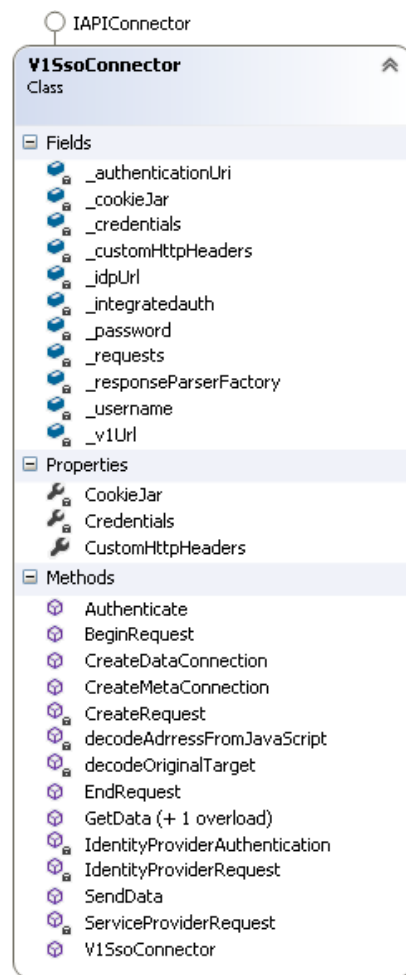 IAPIConnector
V1SsoConnector
Class
Fields
_authenticationUri
_cookieJar
_credentials
_customHttpHeaders
_idpUrl
_integratedauth
_password
_requests
_responseParserFactory
_username
_v1Url
Properties
CookieJar
Credentials
CustomHttpHeaders
Methods
Authenticate
BeginRequest
CreateDataConnection
CreateMetaConnection
CreateRequest
decodeAdrressFromJavaScript
decodeOriginalTarget
EndRequest
GetData (+ 1 overload)
IdentityProviderAuthentication
IdentityProviderRequest
SendData
ServiceProviderRequest
V1SsoConnector